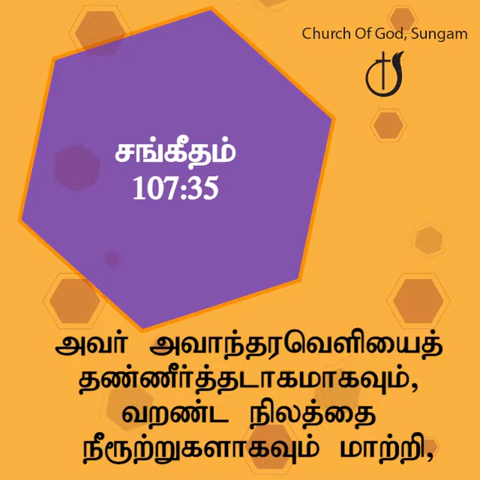 Church Of God, Sungam
சங்கீதம்
107:35
அவர் அவாந்தரவெளியைத்
தண்ணீர்த்தடாகமாகவும்,
வறண்ட நிலத்தை
நீரூற்றுகளாகவும் மாற்றி,